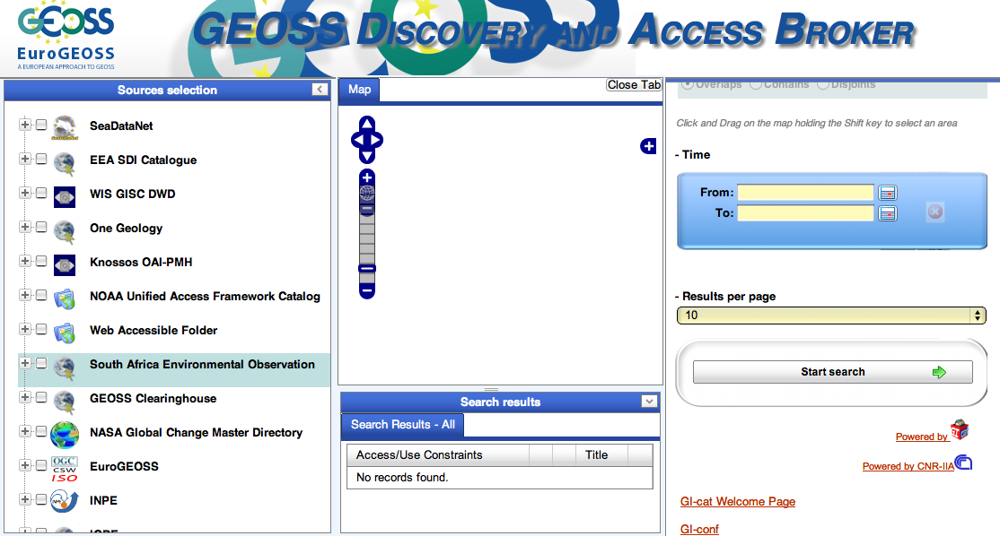 GEOSS
EuroGEOSS
A EUROPEAN APPROACH TO GEOSS
GEOSS Discovery and Access Broker
Sources selection
SeaDataNet
EEA SDI Catalogue
WIS GISC DWD
One Geology
Knossos OAI-PMH
NOAA Unified Access Framework Catalog
Web Accessible Folder
South Africa Environmental Observation
GEOSS Clearinghouse
NASA Global Change Master Directory
OGC
CSW
ISO
EuroGEOSS
INPE
Map
Close Tab
Search results
Search Results - All
Access/Use Constraints Title
No records found.
Overlaps Contains Disjoints
Click and Drag on the map holding the Shift key to select an area
- Time
From:
To:
- Results per page
10
Start search
Powered by
Powered by CNR-IIA
GI-cat Welcome Page
GI-conf